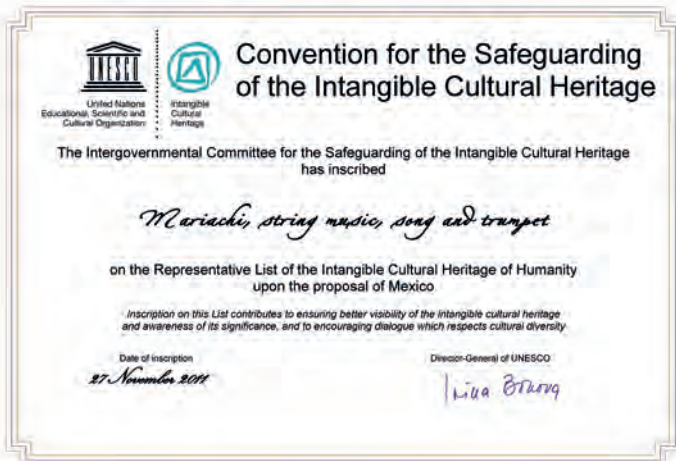 UNESCO
United Nations
Educational, Scientific and
Cultural Organization
Intangible
Cultural
Heritage
Convention for the Safeguarding
of the Intangible Cultural Heritage
The Intergovernmental Committee for the Safeguarding of the Intangible Cultural Heritage
has inscribed
Mariachi, string music, song and trumpet
on the Representative List of the Intangible Cultural Heritage of Humanity
upon the proposal of Mexico
Inscription on this List contributes to ensuring better visibility of the intangible cultural heritage
and awareness of its significance, and to encouraging dialogue which respects cultural diversity
Date of inscription
27 November 2011
Director-General of UNESCO
Irina Bokova